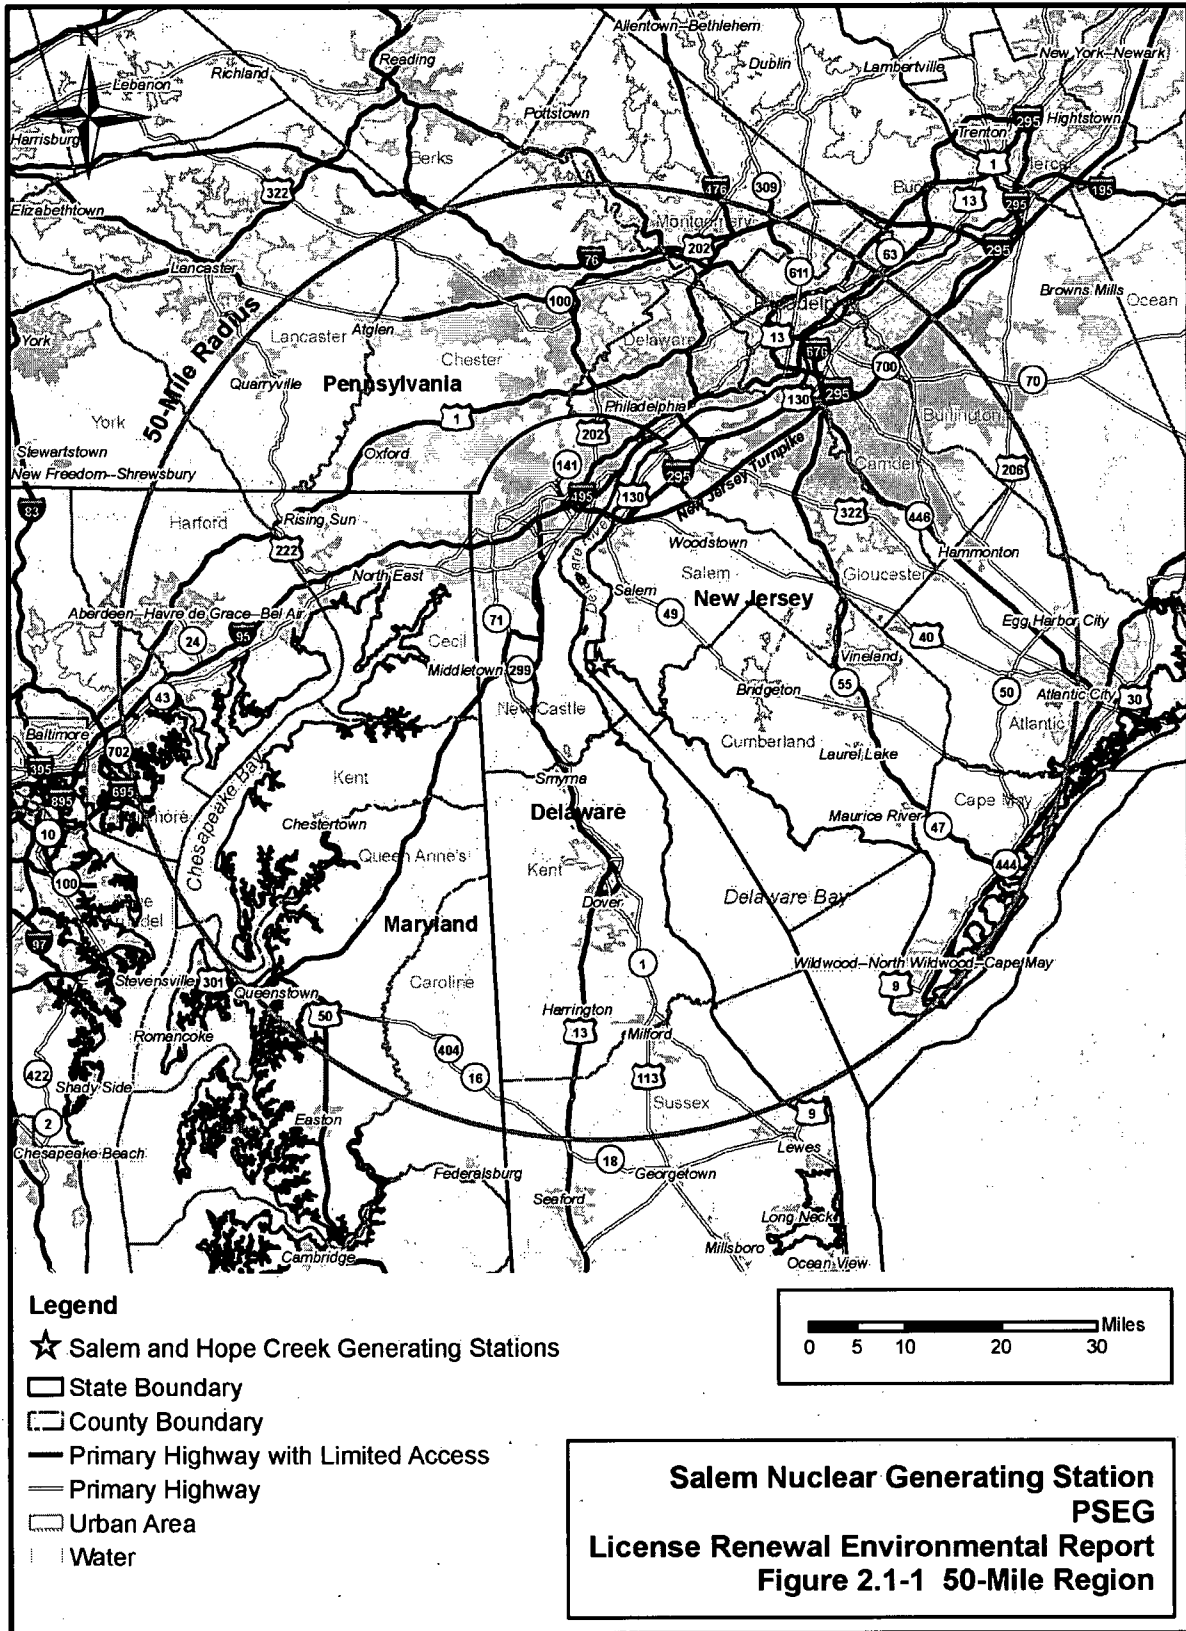 Allentown--Bethlehem
New York--Newark
N
Reading
Dublin
Lambertville
Richland
Lebanon
Pottstown
295
Hightstown
Trenton
Harrisburg
1
Berks
322
476
309
195
Elizabethtown
13
295
Montgomery
202
63
295
76
611
Lancaster
Browns Mills
Ocean
100
50-Mile Radius
York
Lancaster
Atglen
Chester
Delaware
13
676
700
70
Quarryville
Pennsylvania
130
295
Philadelphia
Burlington
York
1
202
Stewartstown
Oxford
New Jersey Turnpike
Camden
New Freedom--Shrewsbury
141
295
206
495
130
83
Harford
Rising Sun
322
446
222
Woodstown
Hammonton
North East
Salem
Gloucester
Salem
New Jersey
Aberdeen--Havre de Grace--Bel Air
71
49
Egg Harbor City
24
95
Cecil
40
Middletown
299
Vineland
43
Bridgeton
55
50
Atlantic City
30
New Castle
Atlantic
Baltimore
702
Cumberland
Laurel Lake
395
Chesapeake Bay
Kent
Smyrna
895
695
Delaware
Cape May
10
Chestertown
Maurice River
47
Queen Anne's
444
100
Kent
Delaware Bay
Dover
97
Maryland
1
Wildwood--North Wildwood--Cape May
Stevensville
301
Queenstown
Caroline
9
50
Harrington
Romancoke
13
Milford
404
422
Shady Side
16
113
Sussex
2
Easton
9
Chesapeake Beach
Lewes
18
Federalsburg
Georgetown
Seaford
Long Neck
Millsboro
Cambridge
Ocean View
Legend
Salem and Hope Creek Generating Stations
State Boundary
County Boundary
Primary Highway with Limited Access
Primary Highway
Urban Area
Water
Miles
0 5 10 20 30
Salem Nuclear Generating Station
PSEG
License Renewal Environmental Report
Figure 2.1-1 50-Mile Region